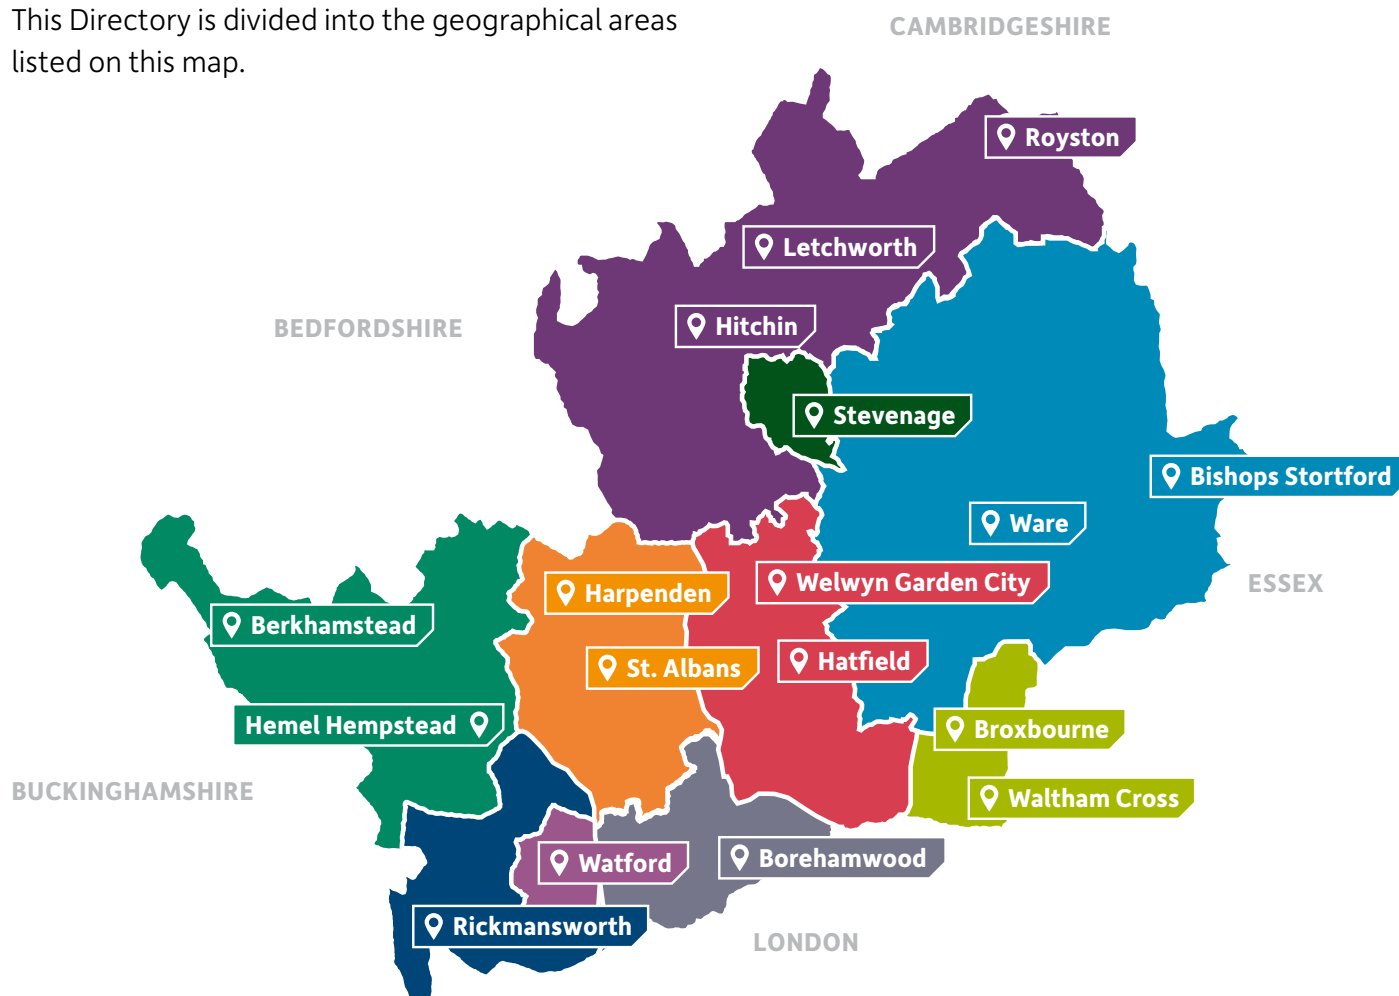 This Directory is divided into the geographical areas
listed on this map.
CAMBRIDGESHIRE
Royston
Letchworth
Hitchin
BEDFORDSHIRE
Stevenage
Bishops Stortford
Ware
Welwyn Garden City
ESSEX
Harpenden
Berkhamstead
Hatfield
St. Albans
Hemel Hempstead
Broxbourne
BUCKINGHAMSHIRE
Waltham Cross
Watford
Borehamwood
Rickmansworth
LONDON